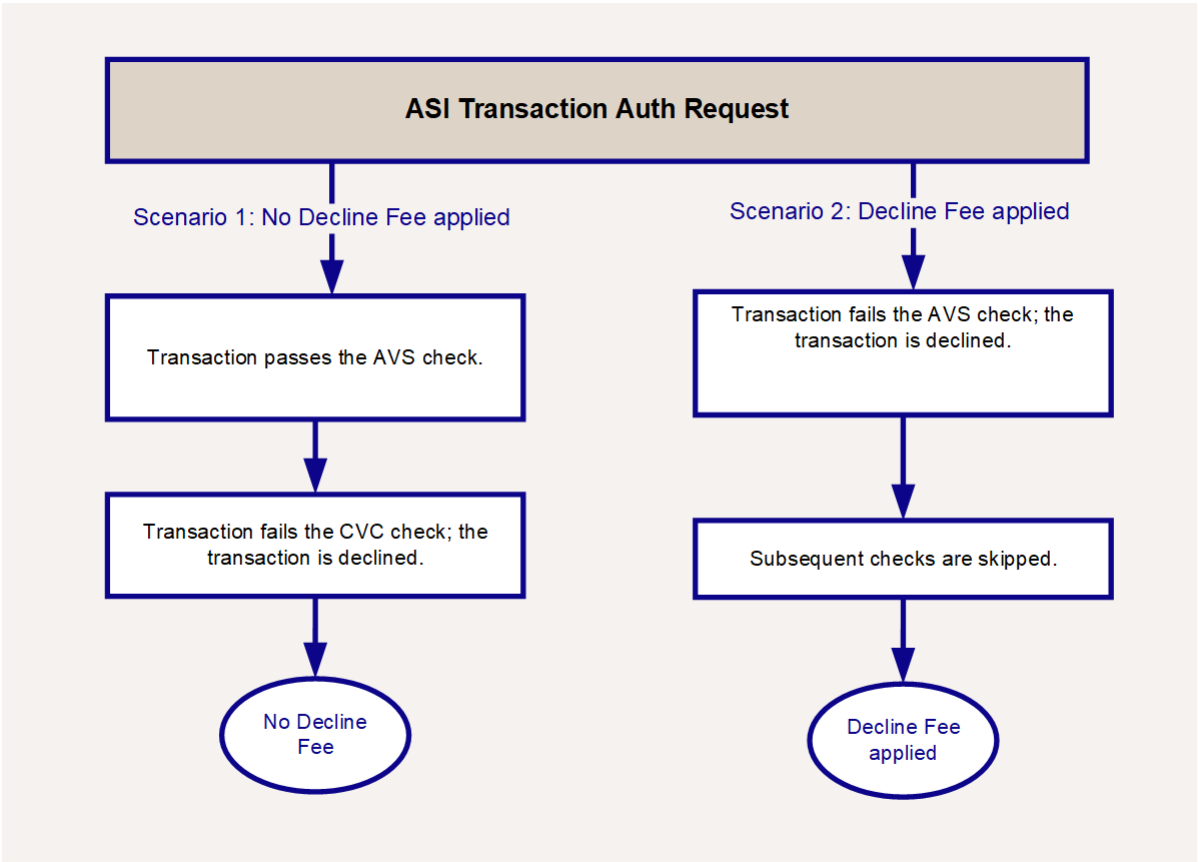 ASI Transaction Auth Request
Scenario 1: No Decline Fee applied
Transaction passes the AVS check.
Transaction fails the CVC check; the
transaction is declined.
No Decline
Fee
Scenario 2: Decline Fee applied
Transaction fails the AVS check; the
transaction is declined.
Subsequent checks are skipped.
Decline Fee
applied